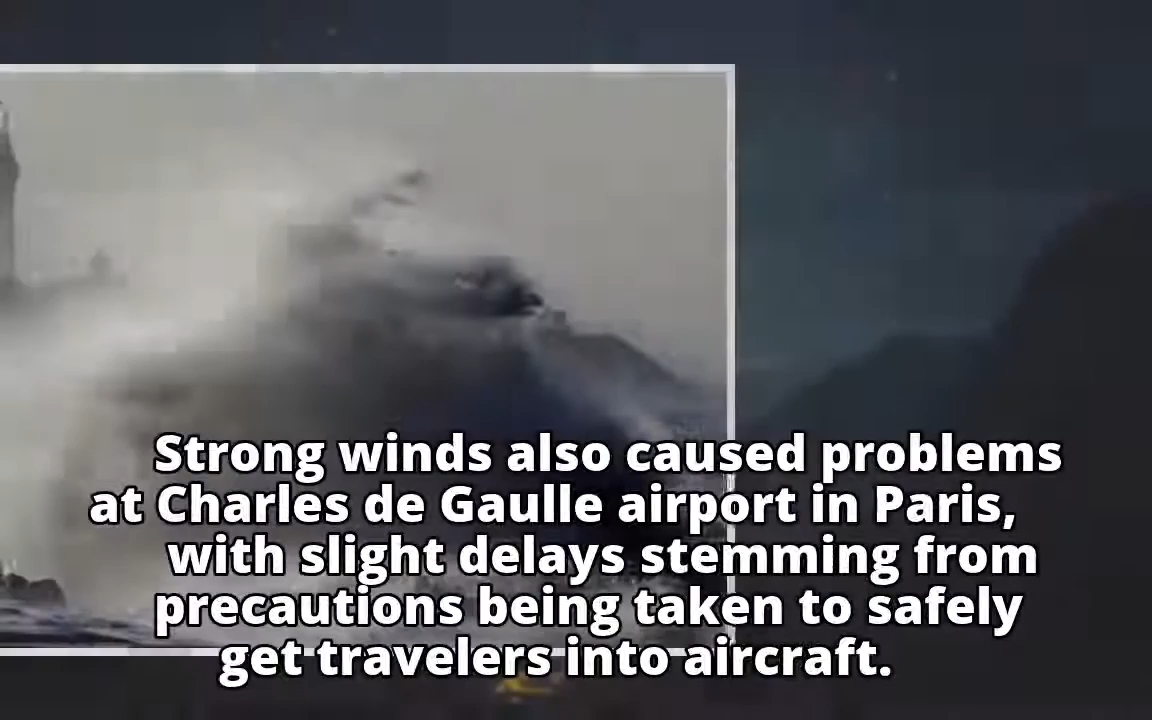 Strong winds also caused problems
at Charles de Gaulle airport in Paris,
with slight delays stemming from
precautions being taken to safely
get travelers into aircraft.